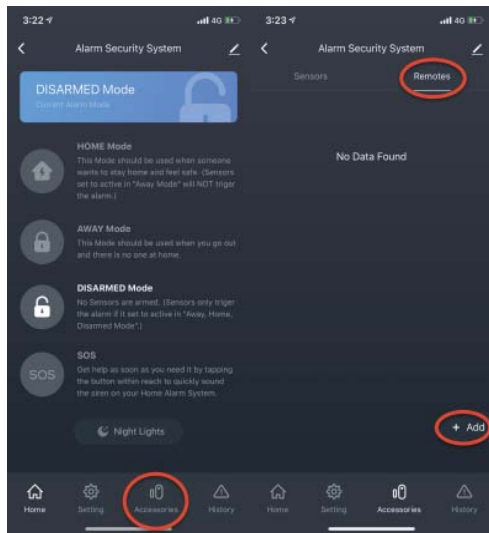 3:22
4G
Alarm Security System
DISARMED Mode
Current Alarm Mode
HOME Mode
This Mode should be used when someone
wants to stay home and feel safe. (Sensors
set to active in "Away Mode" will NOT triger
the alarm.)
AWAY Mode
This Mode should be used when you go out
and there is no one at home.
DISARMED Mode
No Sensors are armed. (Sensors only triger
the alarm if it set to active in "Away, Home,
Disarmed Mode".)
SOS
SOS
Get help as soon as you need it by tapping
the button within reach to quickly sound
the siren on your Home Alarm System.
Night Lights
Home
Setting
Accessories
History
3:23
4G
Alarm Security System
Sensors
Remotes
No Data Found
+ Add
Home
Setting
Accessories
History